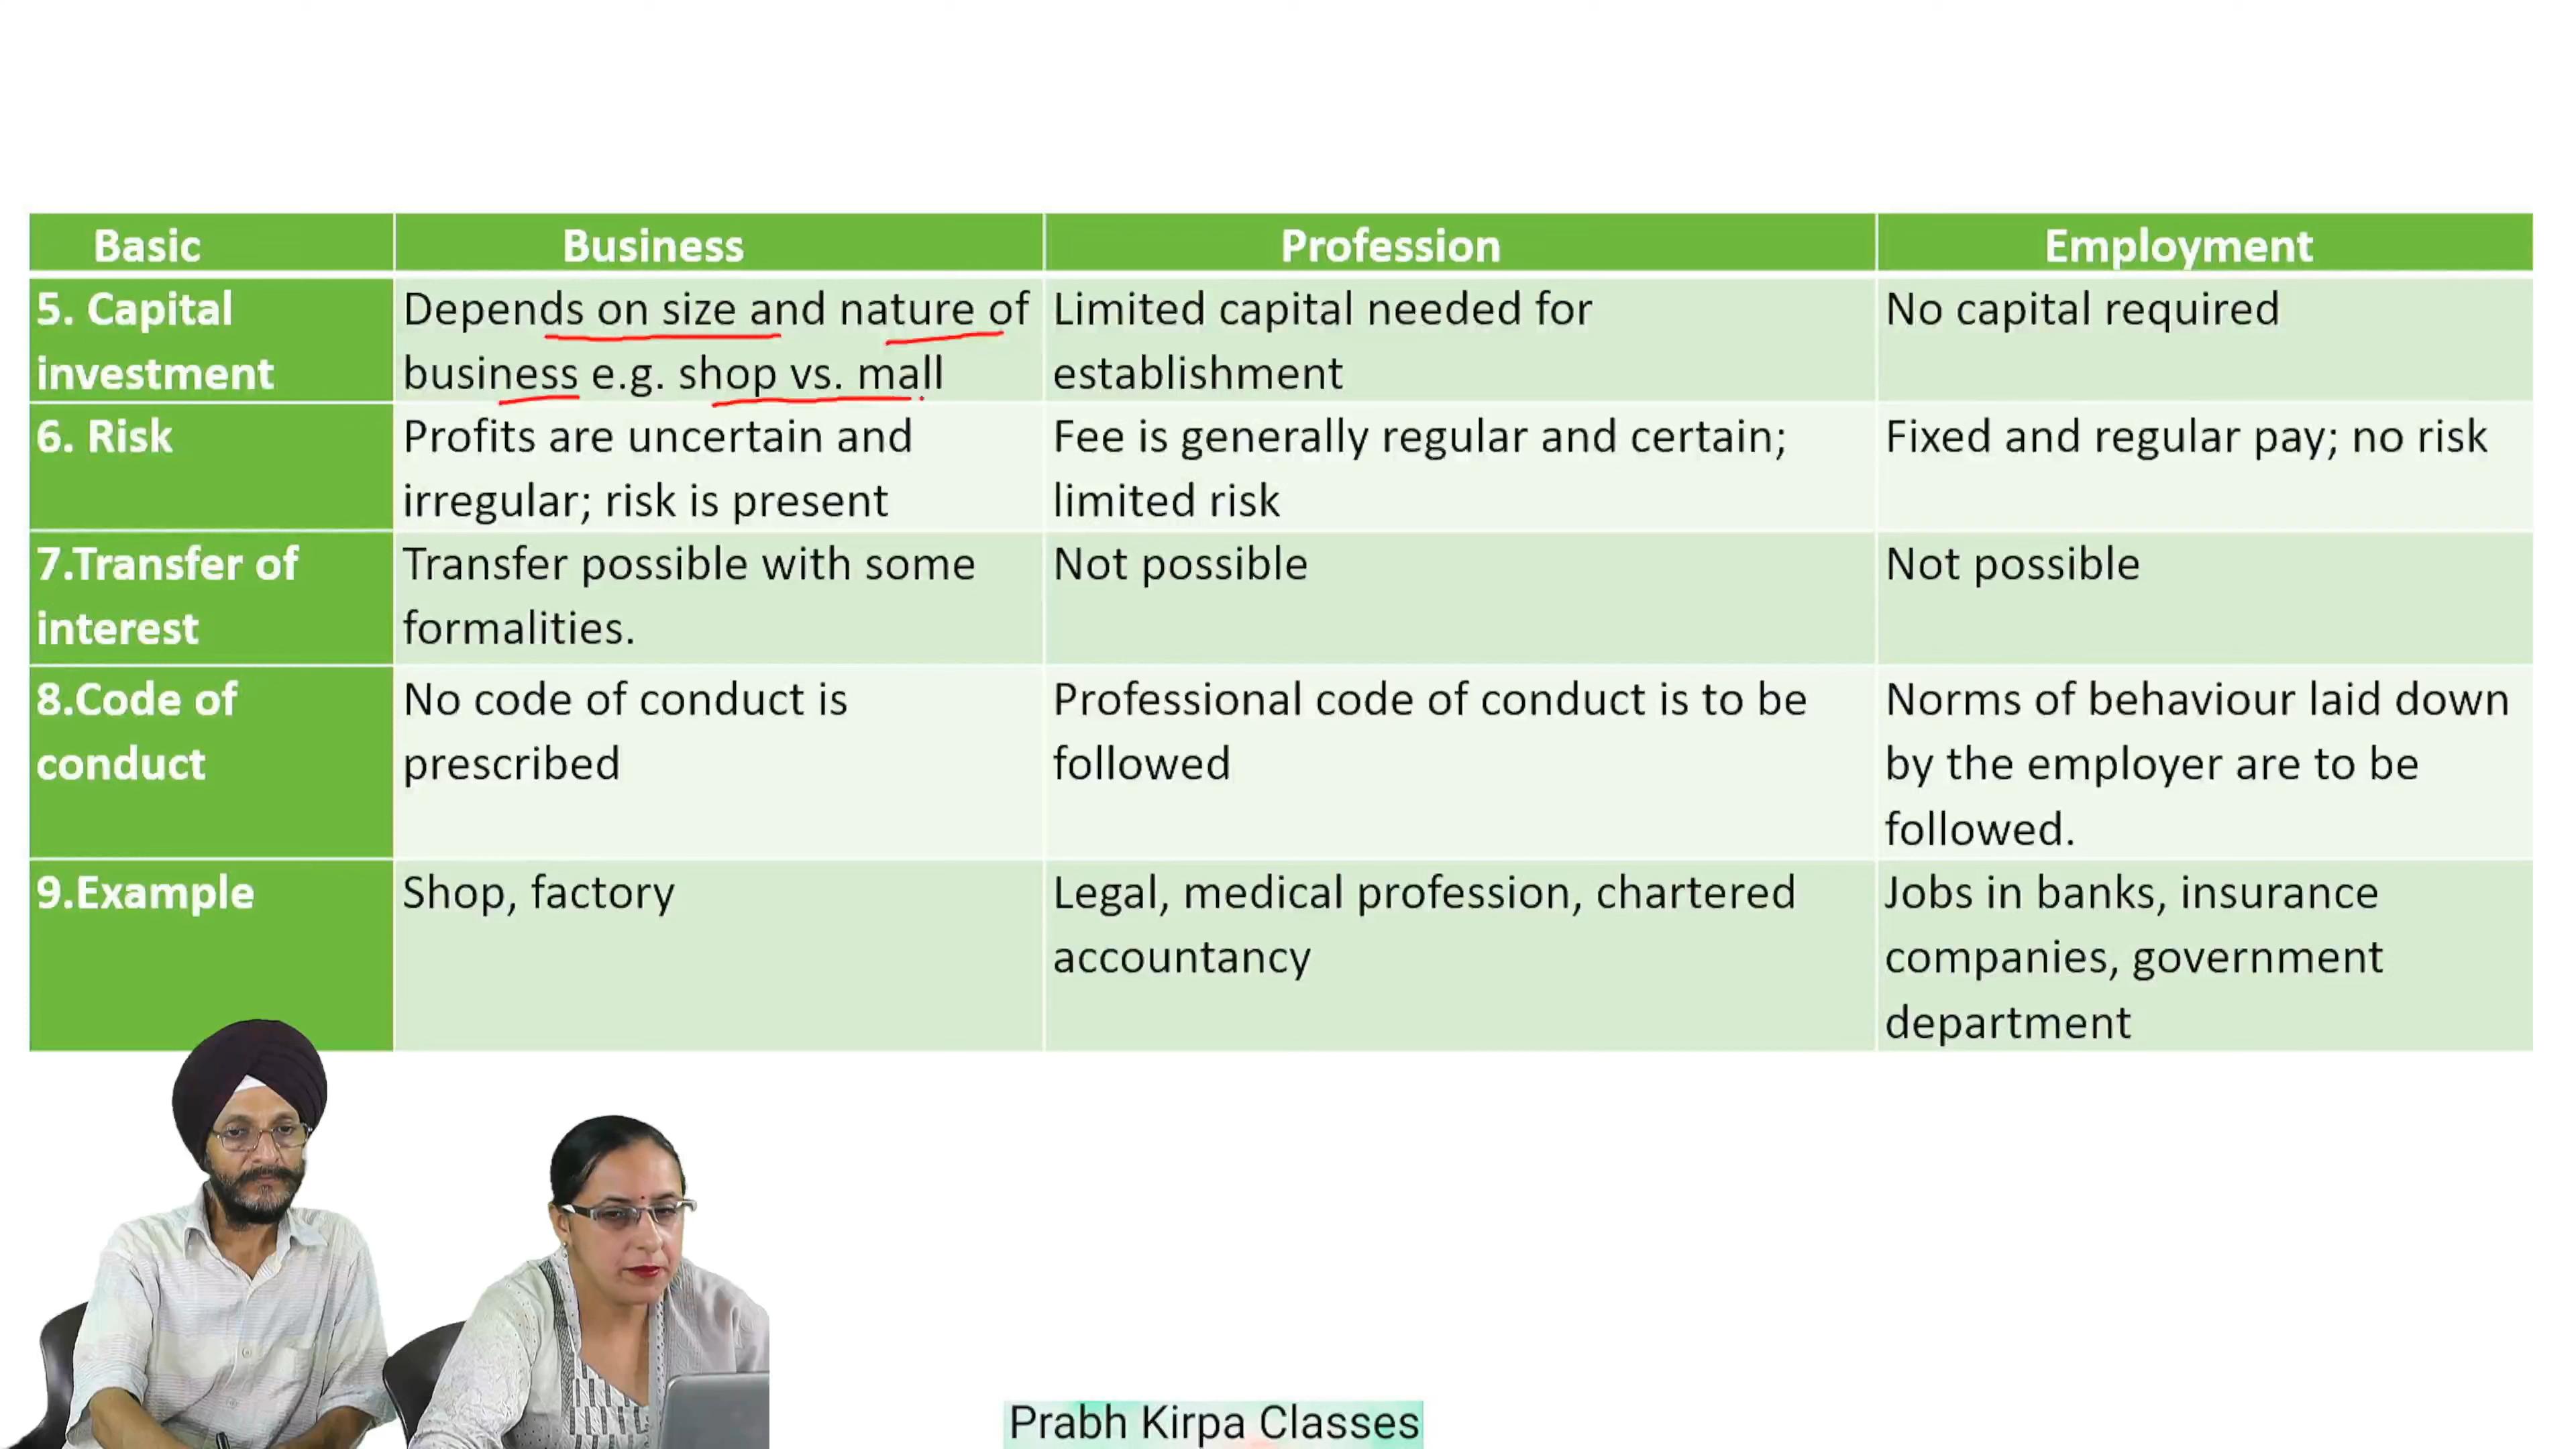 Basic Business Profession Employment
5. Capital
investment
Depends on size and nature of
business e.g. shop vs. mall
Limited capital needed for
establishment
No capital required
6. Risk
Profits are uncertain and
irregular; risk is present
Fee is generally regular and certain;
limited risk
Fixed and regular pay; no risk
7.Transfer of
interest
Transfer possible with some
formalities.
Not possible
Not possible
8.Code of
conduct
No code of conduct is
prescribed
Professional code of conduct is to be
followed
Norms of behaviour laid down
by the employer are to be
followed.
9.Example
Shop, factory
Legal, medical profession, chartered
accountancy
Jobs in banks, insurance
companies, government
department
Prabh Kirpa Classes